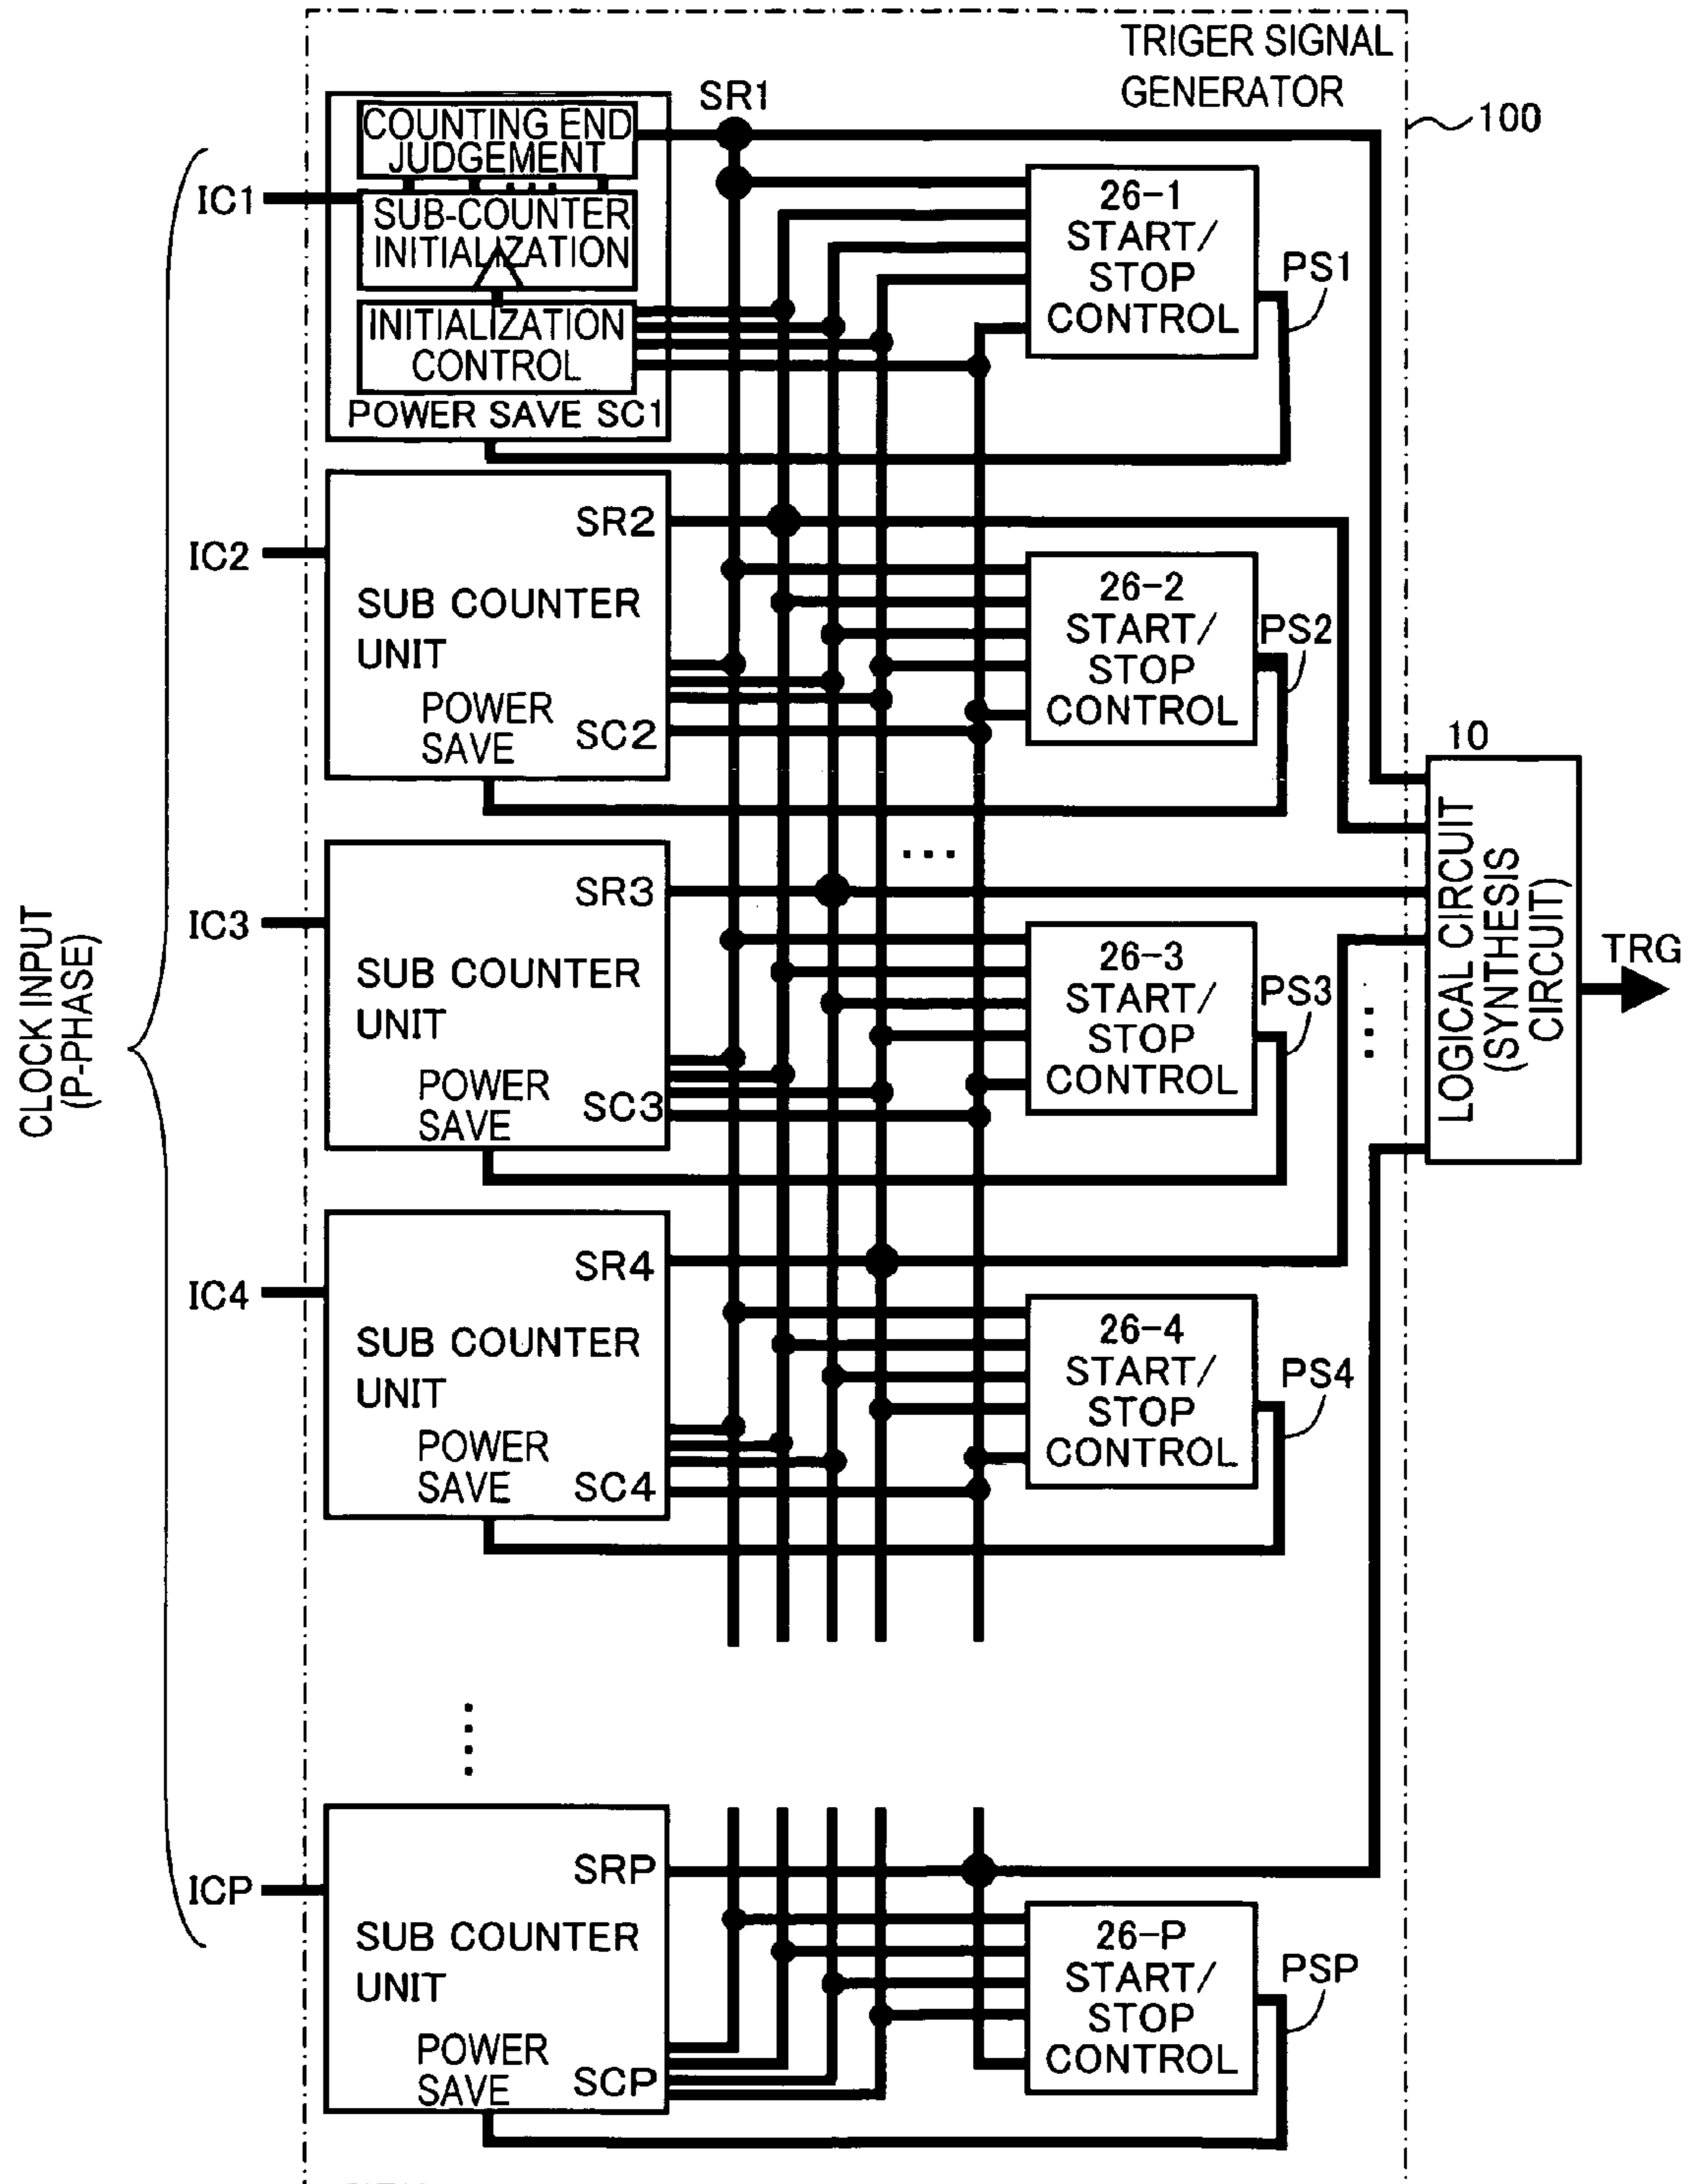 TRIGER SIGNAL
GENERATOR
100
SR1
COUNTING END
JUDGEMENT
IC1
SUB-COUNTER
INITIALIZATION
INITIALIZATION
CONTROL
POWER SAVE SC1
26-1
START/
STOP
CONTROL
PS1
IC2
SR2
SUB COUNTER
UNIT
POWER
SAVE
SC2
26-2
START/
STOP
CONTROL
PS2
10
LOGICAL CIRCUIT
(SYNTHESIS
CIRCUIT)
TRG
CLOCK INPUT
(P-PHASE)
IC3
SR3
SUB COUNTER
UNIT
POWER
SAVE
SC3
26-3
START/
STOP
CONTROL
PS3
IC4
SR4
SUB COUNTER
UNIT
POWER
SAVE
SC4
26-4
START/
STOP
CONTROL
PS4
ICP
SRP
SUB COUNTER
UNIT
POWER
SAVE
SCP
26-P
START/
STOP
CONTROL
PSP